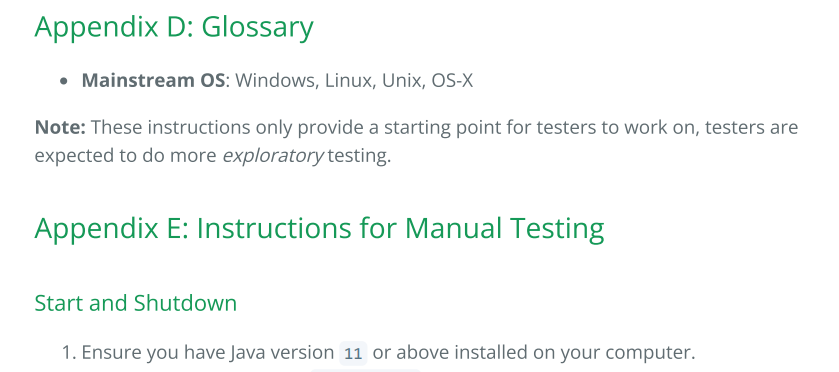 Appendix D: Glossary
• Mainstream OS: Windows, Linux, Unix, OS-X
Note: These instructions only provide a starting point for testers to work on, testers are
expected to do more exploratory testing.
Appendix E: Instructions for Manual Testing
Start and Shutdown
1. Ensure you have Java version 11 or above installed on your computer.